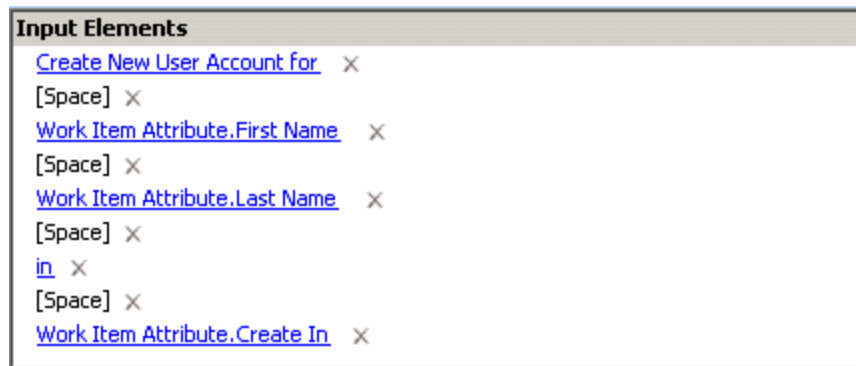 Input Elements
Create New User Account for
[Space]
Work Item Attribute.First Name
[Space]
Work Item Attribute.Last Name
[Space]
in
[Space]
Work Item Attribute.Create In